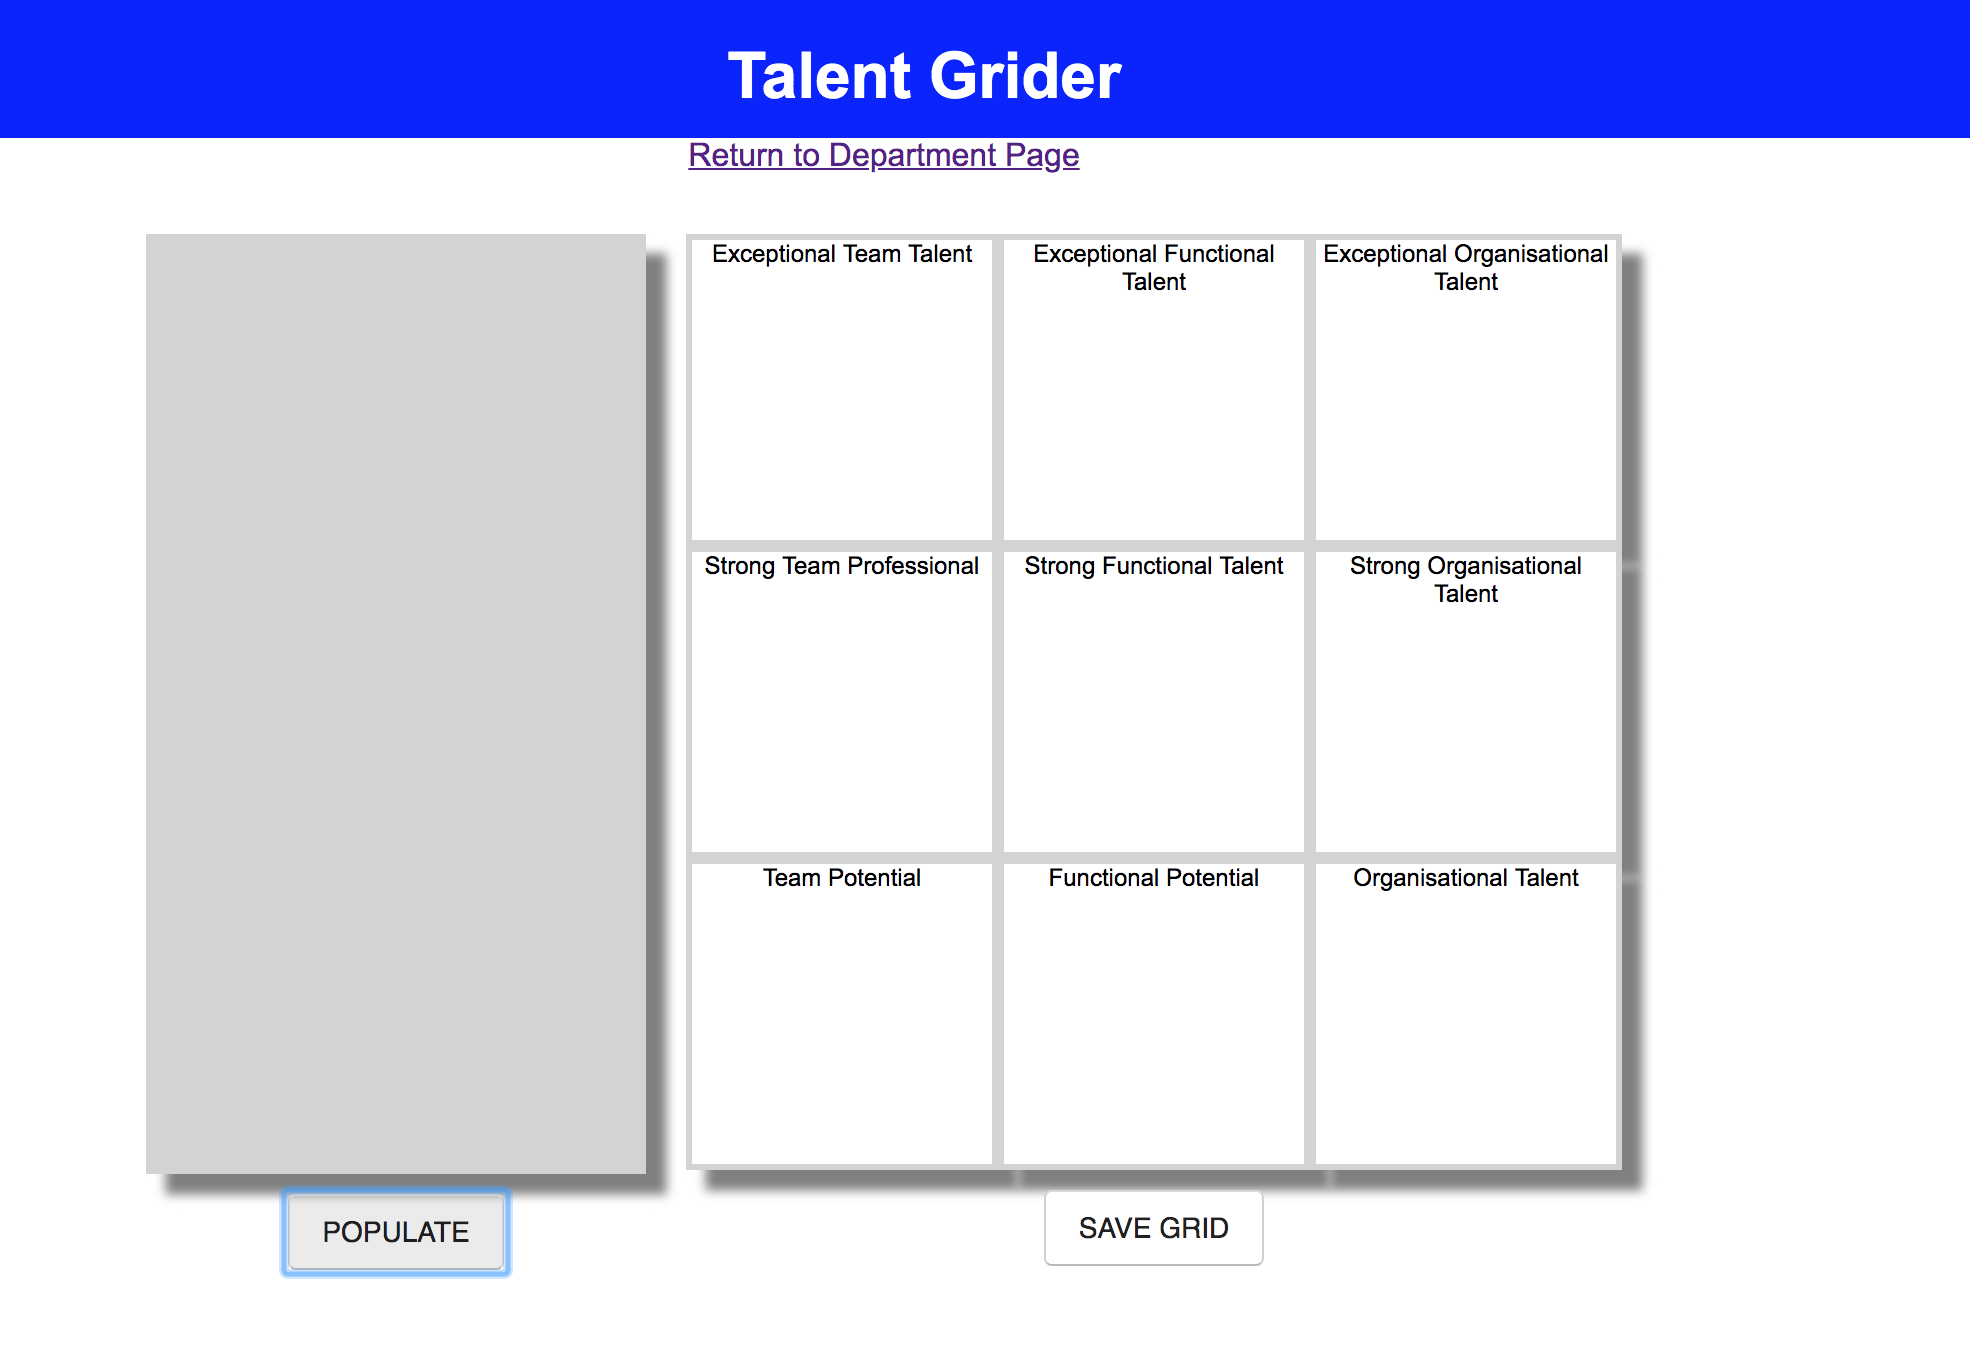 Talent Grider
Return to Department Page
Exceptional Team Talent
Exceptional Functional
Talent
Exceptional Organisational
Talent
Strong Team Professional
Strong Functional Talent
Strong Organisational
Talent
Team Potential
Functional Potential
Organisational Talent
POPULATE
SAVE GRID